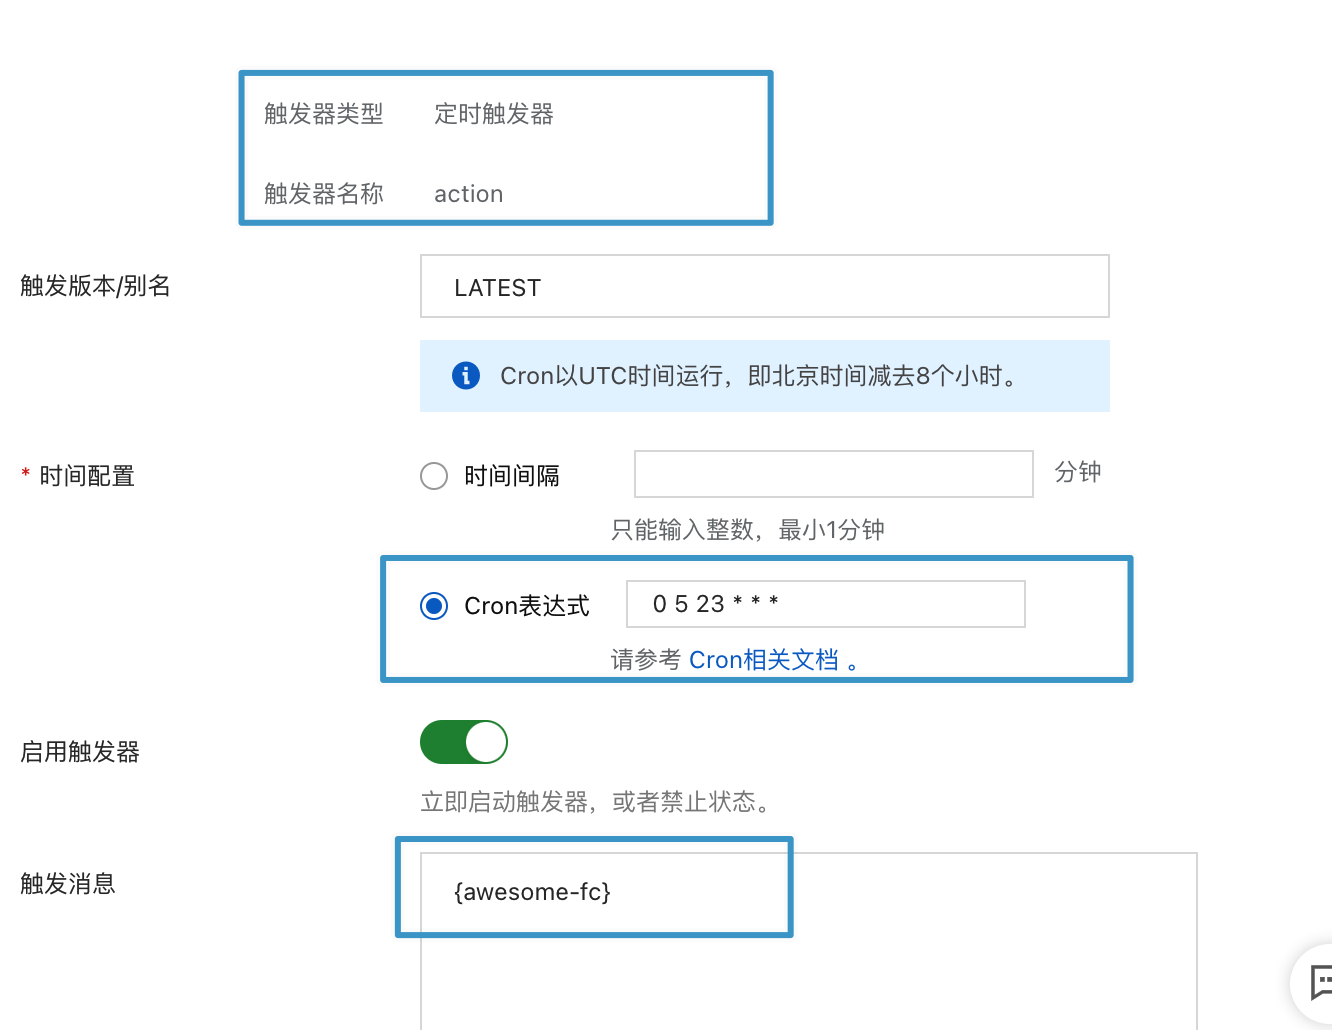 触发器类型 定时触发器
触发器名称 action
触发版本/别名 LATEST
Cron以UTC时间运行，即北京时间减去8个小时。
* 时间配置 时间间隔 分钟
只能输入整数，最小1分钟
Cron表达式 0 5 23 * * *
请参考 Cron相关文档 。
启用触发器
立即启动触发器，或者禁止状态。
触发消息 {awesome-fc}